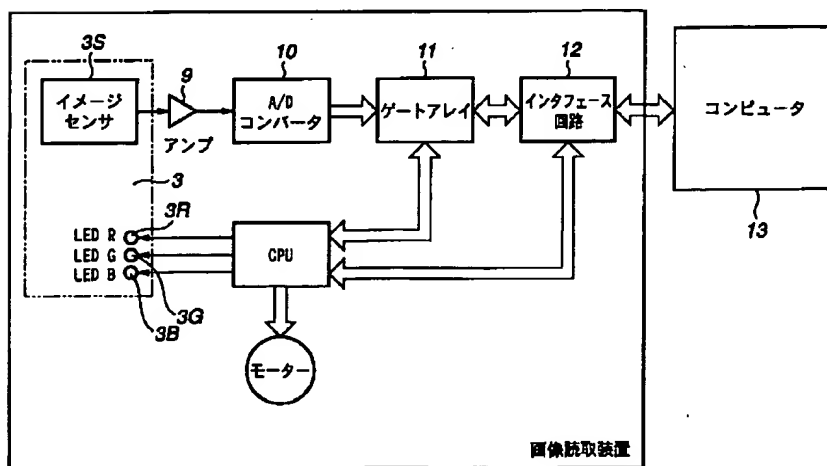 3S
イメージ
センサ
9
アンプ
10
A/D
コンバータ
11
ゲートアレイ
12
インタフェース
回路
コンピュータ
13
3
3R
LED R
LED G
LED B
3G
3B
CPU
モーター
画像読取装置